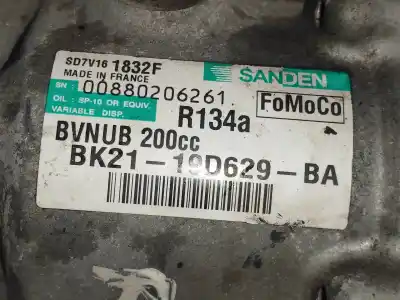 SD7V16 1832F
MADE IN FRANCE
SANDEN
SN: 00880206261
OIL: SP-10 OR EQUIV.
VARIABLE DISP.
R134a
FoMoCo
BVNUB 200cc
BK21-19D629-BA